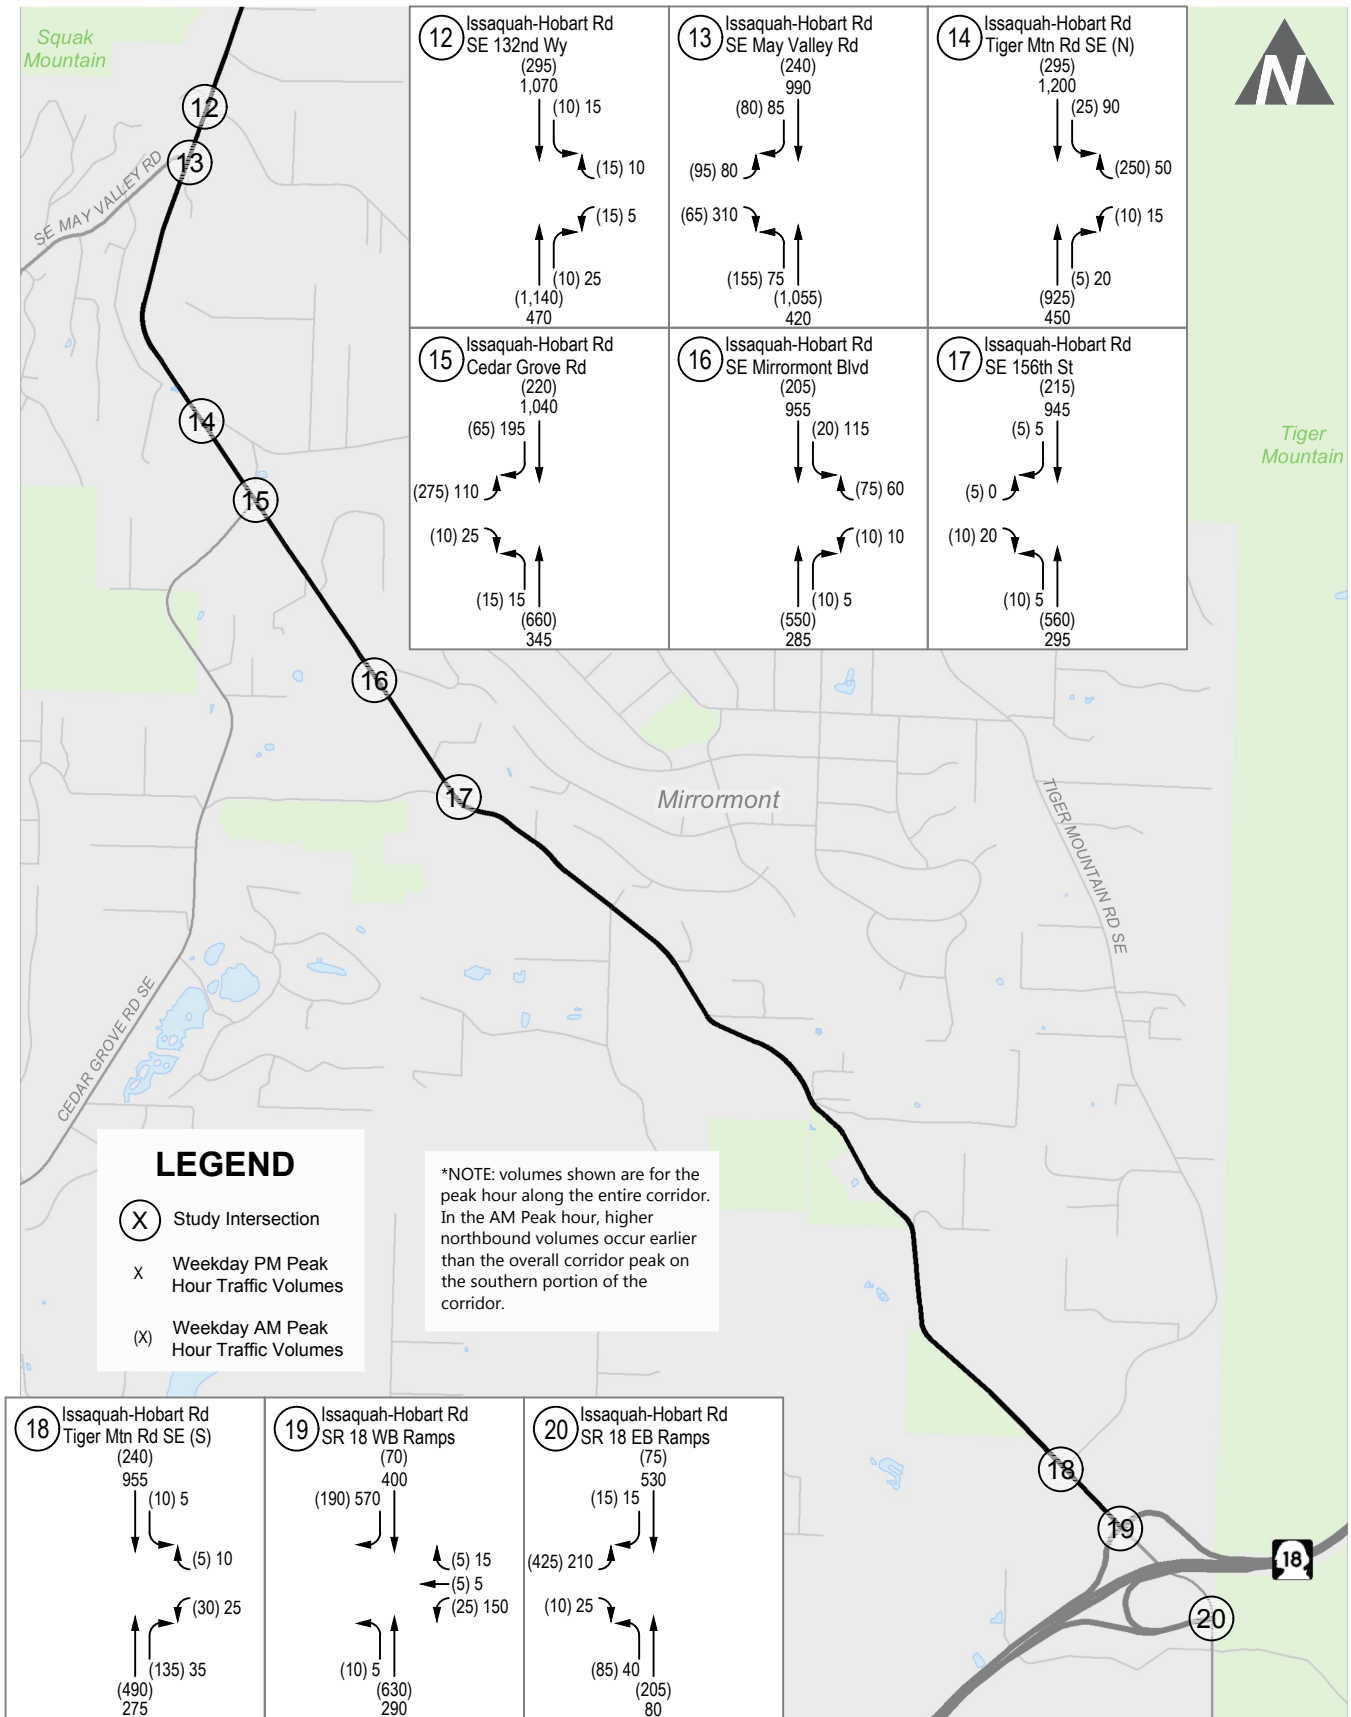 Squak
Mountain
12
Issaquah-Hobart Rd
SE 132nd Wy
(295)
1,070
(10) 15
(15) 10
(15) 5
(10) 25
(1,140)
470
13
Issaquah-Hobart Rd
SE May Valley Rd
(240)
990
(80) 85
(95) 80
(65) 310
(155) 75
(1,055)
420
14
Issaquah-Hobart Rd
Tiger Mtn Rd SE (N)
(295)
1,200
(25) 90
(250) 50
(10) 15
(5) 20
(925)
450
N
12
13
SE MAY VALLEY RD
15
Issaquah-Hobart Rd
Cedar Grove Rd
(220)
1,040
(65) 195
(275) 110
(10) 25
(15) 15
(660)
345
16
Issaquah-Hobart Rd
SE Mirrormont Blvd
(205)
955
(20) 115
(75) 60
(10) 10
(10) 5
(550)
285
17
Issaquah-Hobart Rd
SE 156th St
(215)
945
(5) 5
(5) 0
(10) 20
(10) 5
(560)
295
Tiger
Mountain
14
15
16
17
Mirrormont
TIGER MOUNTAIN RD SE
CEDAR GROVE RD SE
LEGEND
X Study Intersection
X Weekday PM Peak
Hour Traffic Volumes
(X) Weekday AM Peak
Hour Traffic Volumes
*NOTE: volumes shown are for the
peak hour along the entire corridor.
In the AM Peak hour, higher
northbound volumes occur earlier
than the overall corridor peak on
the southern portion of the
corridor.
18
Issaquah-Hobart Rd
Tiger Mtn Rd SE (S)
(240)
955
(10) 5
(5) 10
(30) 25
(135) 35
(490)
275
19
Issaquah-Hobart Rd
SR 18 WB Ramps
(70)
400
(190) 570
(5) 15
(5) 5
(25) 150
(10) 5
(630)
290
20
Issaquah-Hobart Rd
SR 18 EB Ramps
(75)
530
(15) 15
(425) 210
(10) 25
(85) 40
(205)
80
18
19
18
20